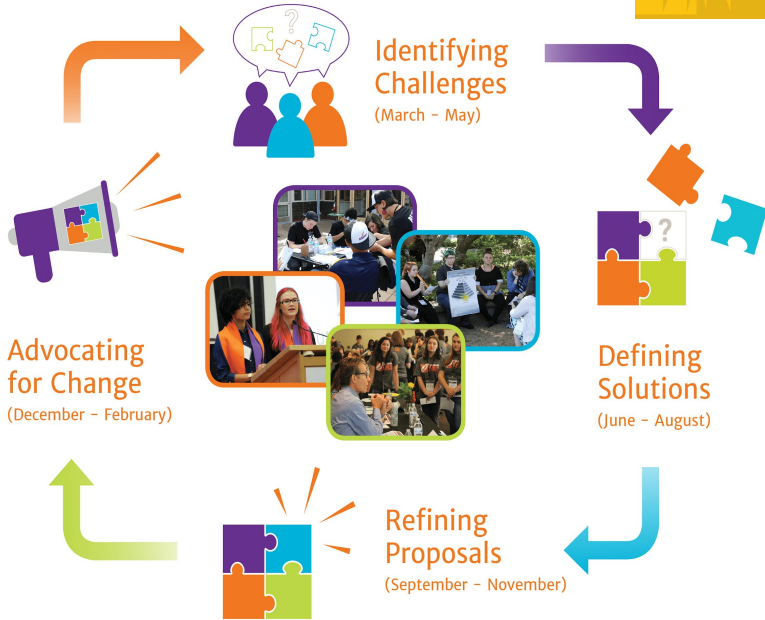 ?
Identifying
Challenges
(March – May)
?
Defining
Solutions
(June – August)
Refining
Proposals
(September – November)
Advocating
for Change
(December – February)